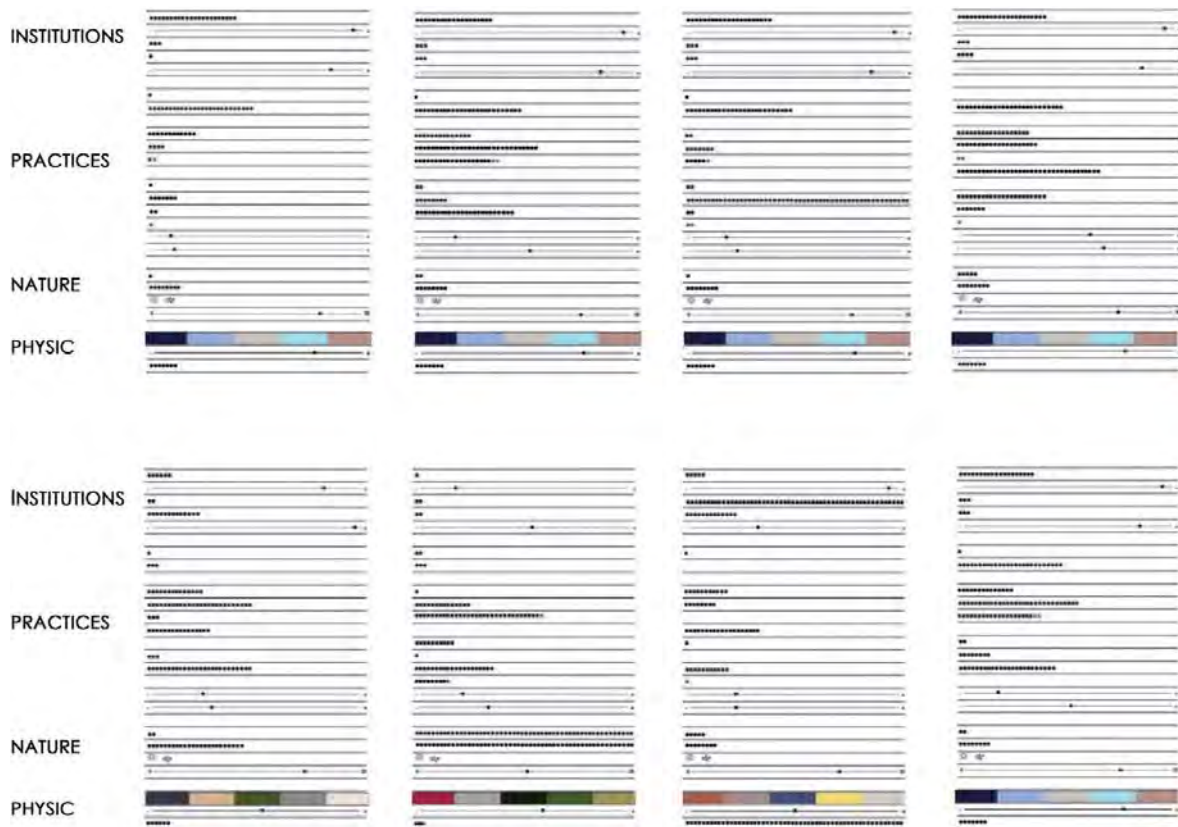 INSTITUTIONS
PRACTICES
NATURE
PHYSIC
INSTITUTIONS
PRACTICES
NATURE
PHYSIC